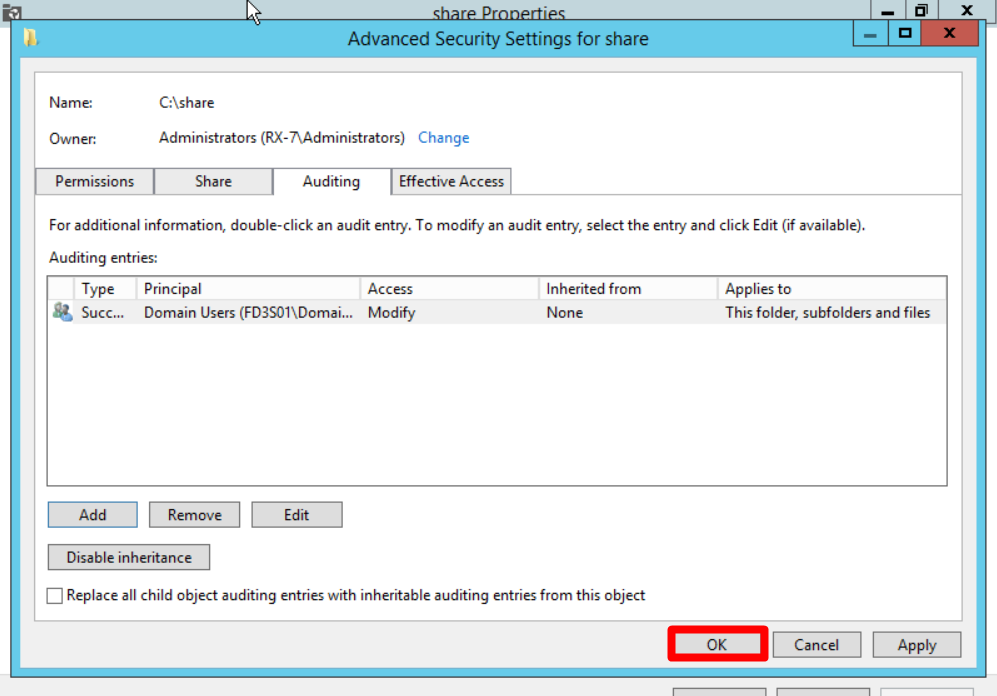 share Properties
Advanced Security Settings for share
Name: C:\share
Owner: Administrators (RX-7\Administrators) Change
Permissions Share Auditing Effective Access
For additional information, double-click an audit entry. To modify an audit entry, select the entry and click Edit (if available).
Auditing entries:
Type Principal Access Inherited from Applies to
Succ... Domain Users (FD3S01\Domai... Modify None This folder, subfolders and files
Add Remove Edit
Disable inheritance
Replace all child object auditing entries with inheritable auditing entries from this object
OK Cancel Apply